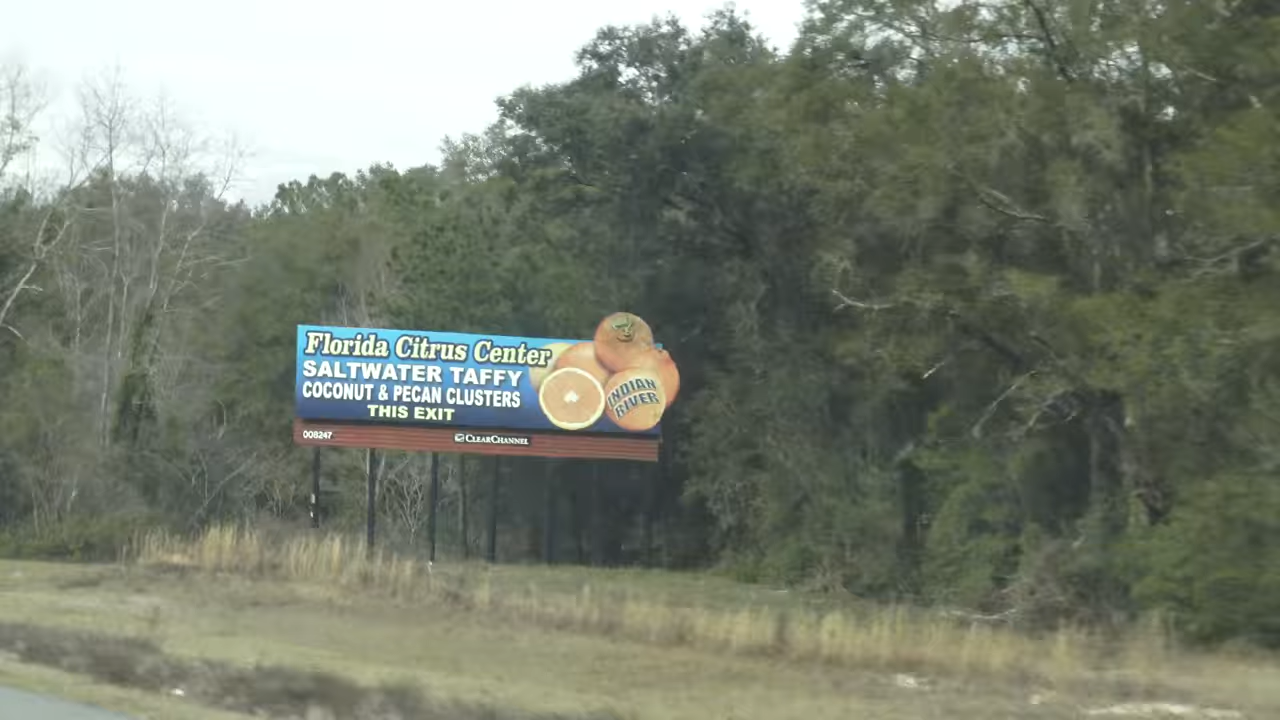 Florida Citrus Center
SALTWATER TAFFY
COCONUT & PECAN CLUSTERS
THIS EXIT
INDIAN
RIVER
008247
CLEARCHANNEL